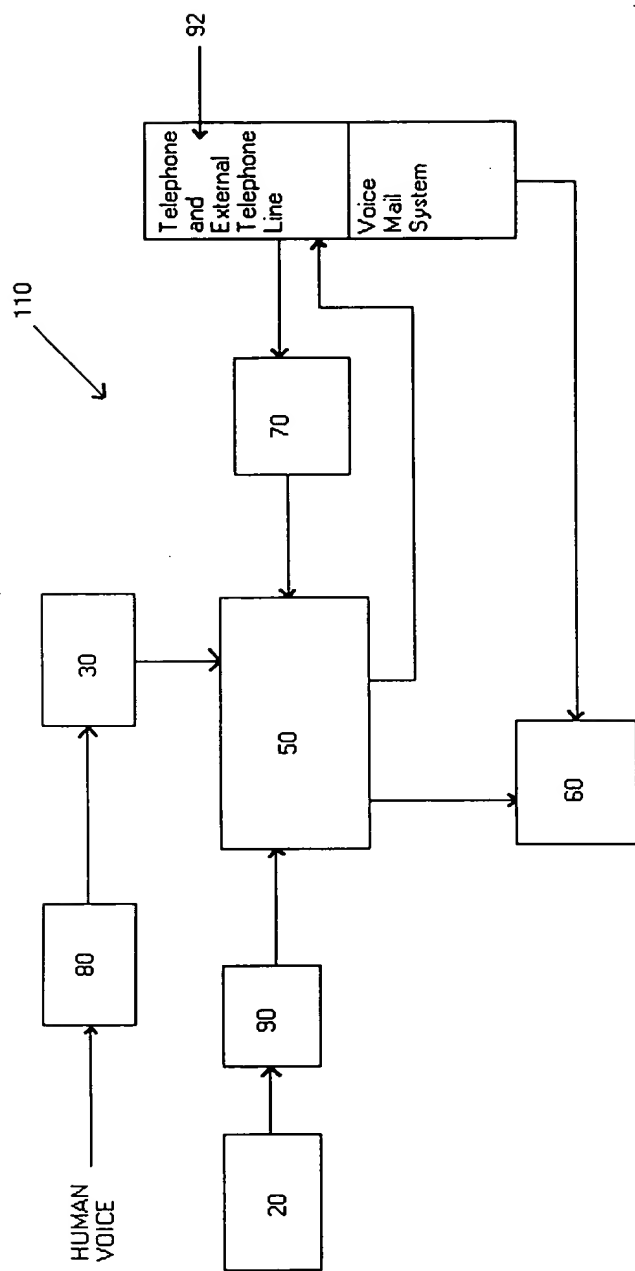 110
92
Telephone
and
External
Telephone
Line
Voice
Mail
System
70
30
50
60
80
90
20
HUMAN
VOICE